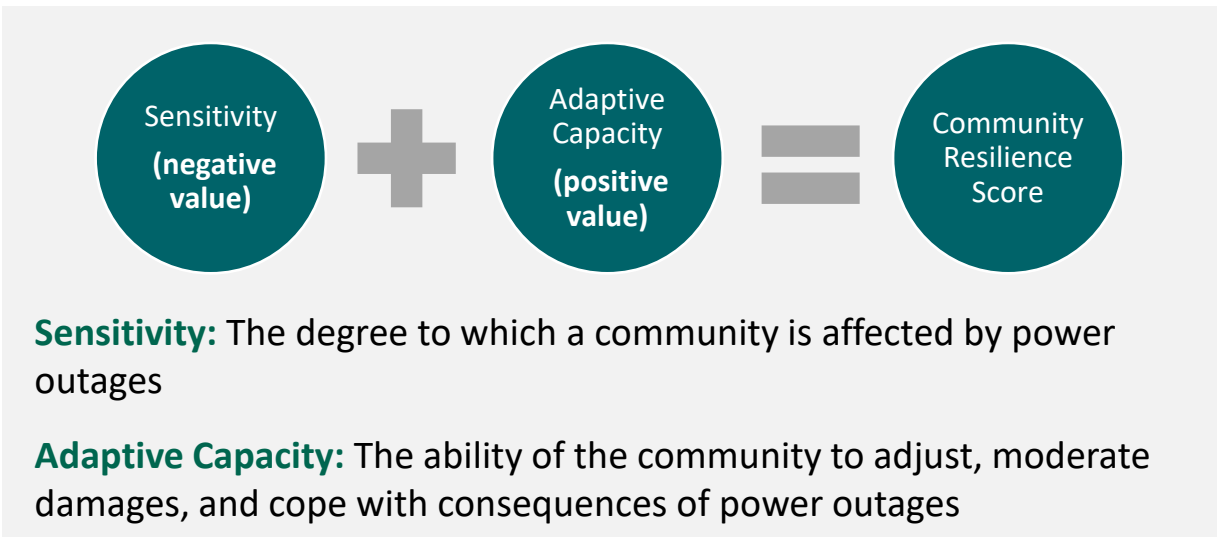 Sensitivity
(negative
value)
Adaptive
Capacity
(positive
value)
Community
Resilience
Score
Sensitivity: The degree to which a community is affected by power
outages
Adaptive Capacity: The ability of the community to adjust, moderate
damages, and cope with consequences of power outages